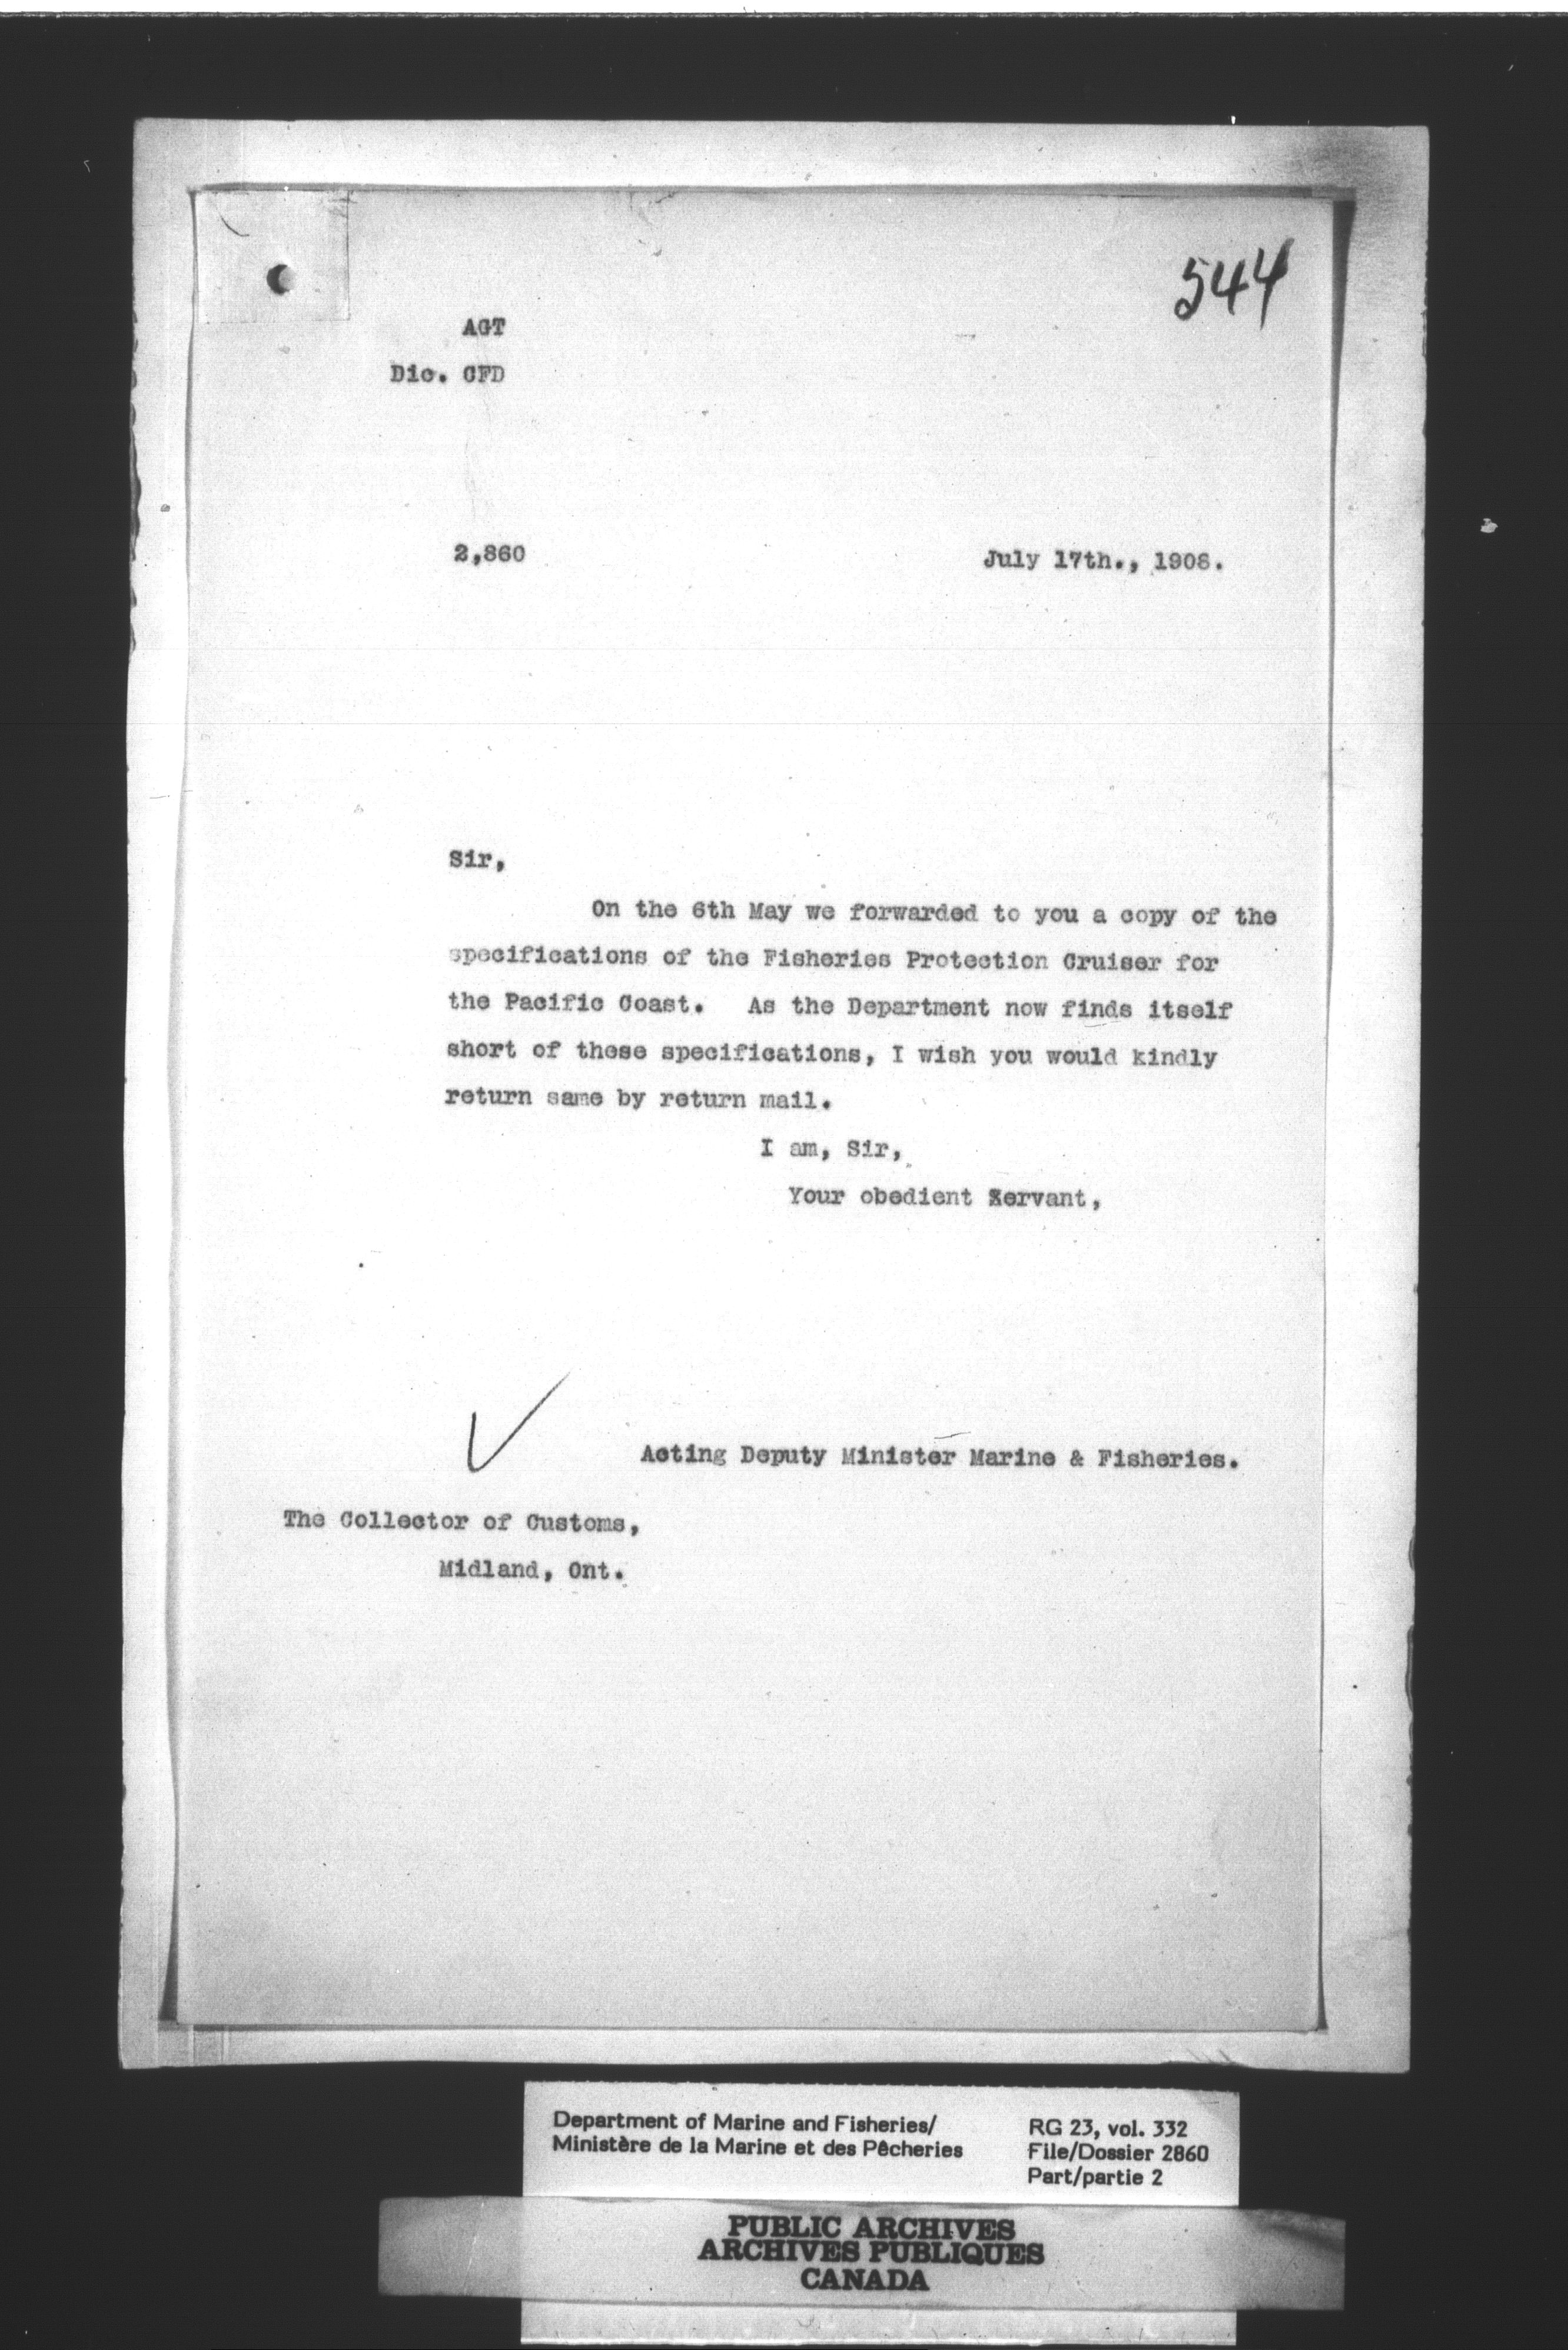 544
AGT
Dic. CFD
2,860 July 17th., 1908.
Sir,
On the 6th May we forwarded to you a copy of the
specifications of the Fisheries Protection Cruiser for
the Pacific Coast. As the Department now finds itself
short of these specifications, I wish you would kindly
return same by return mail.
I am, Sir,
Your obedient Servant,
Acting Deputy Minister Marine & Fisheries.
The Collector of Customs,
Midland, Ont.
Department of Marine and Fisheries/ RG 23, vol. 332
Ministère de la Marine et des Pêcheries File/Dossier 2860
Part/partie 2
PUBLIC ARCHIVES
ARCHIVES PUBLIQUES
CANADA